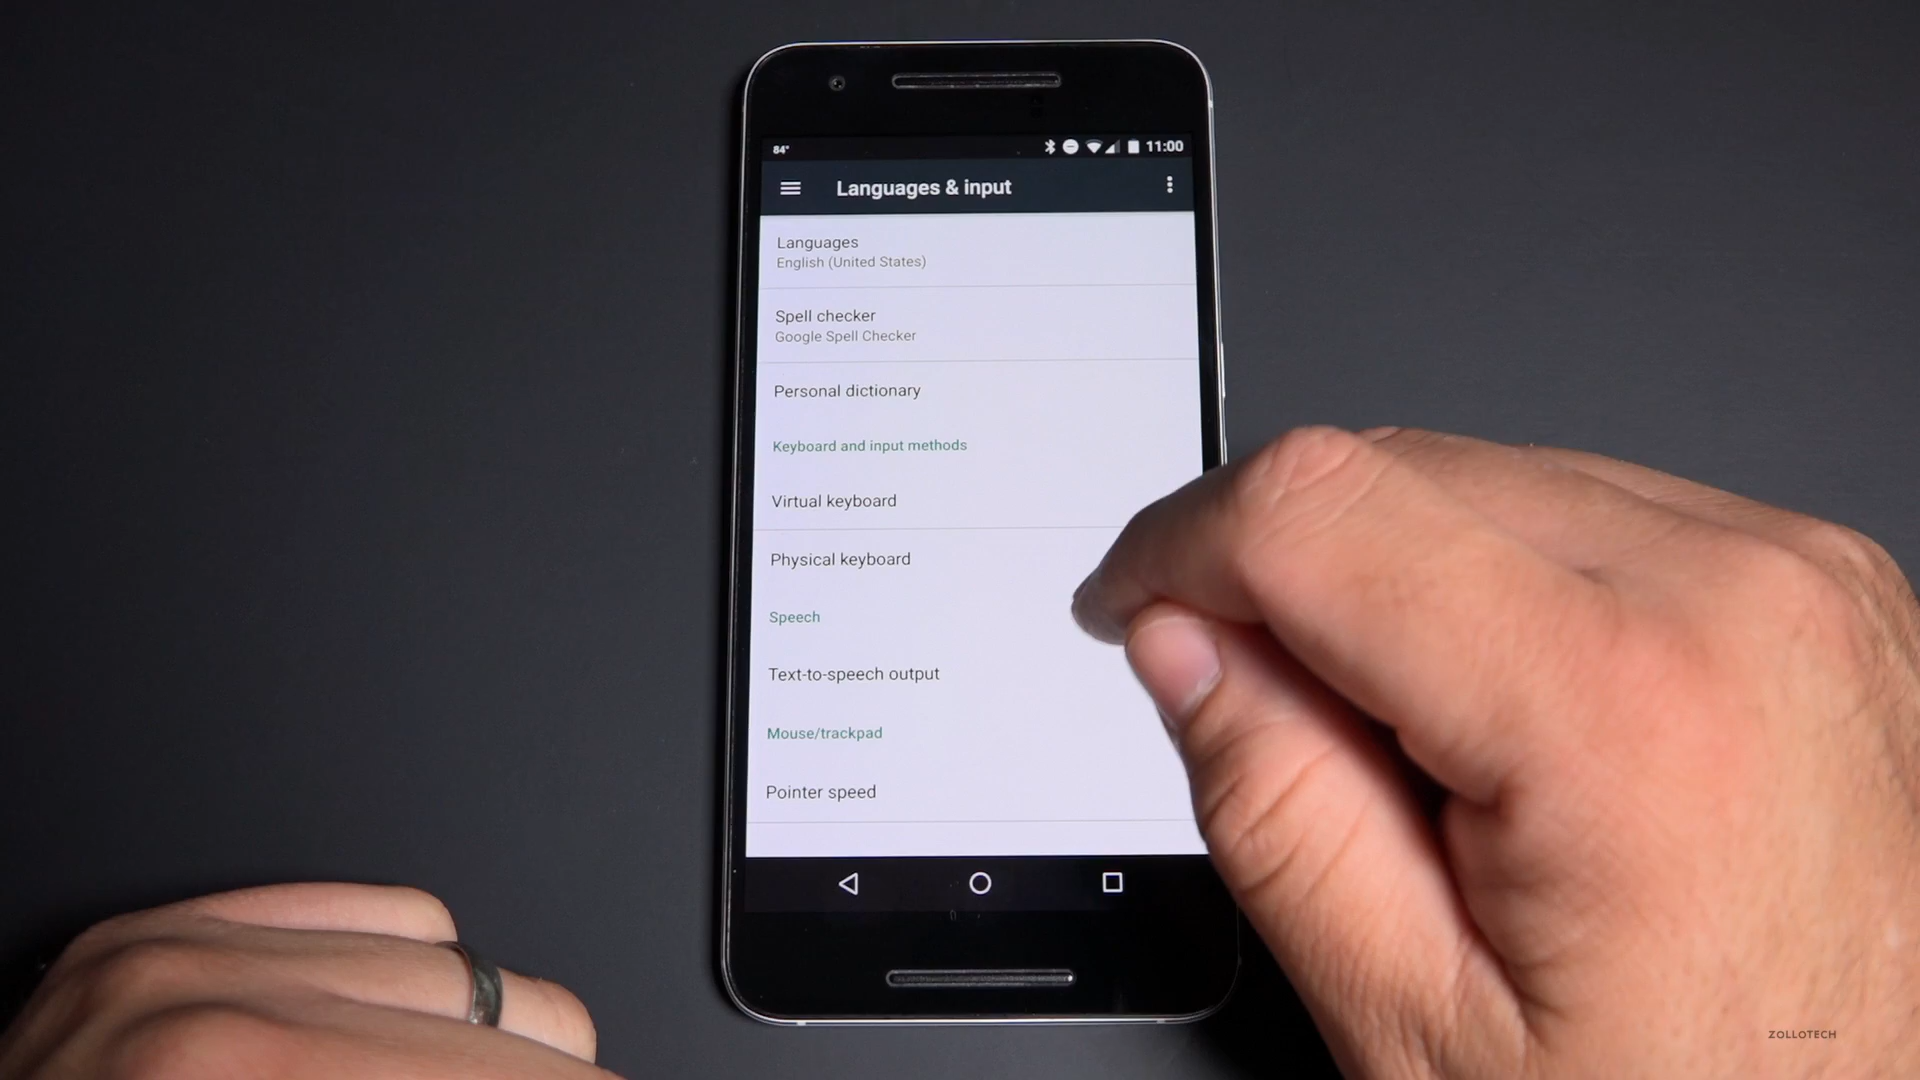 84°
11:00
Languages & input
Languages
English (United States)
Spell checker
Google Spell Checker
Personal dictionary
Keyboard and input methods
Virtual keyboard
Physical keyboard
Speech
Text-to-speech output
Mouse/trackpad
Pointer speed
ZOLLOTECH